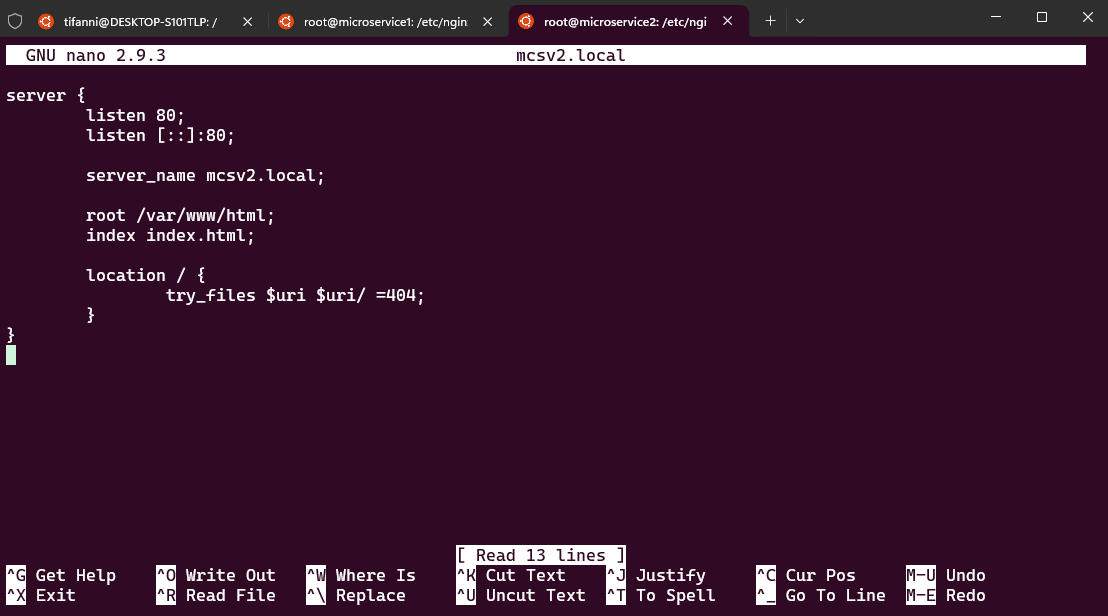 tifanni@DESKTOP-S101TLP: /
root@microservice1: /etc/ngin
root@microservice2: /etc/ngi
GNU nano 2.9.3 mcsv2.local
server {
listen 80;
listen [::]:80;
server_name mcsv2.local;
root /var/www/html;
index index.html;
location / {
try_files $uri $uri/ =404;
}
}
[ Read 13 lines ]
^G Get Help ^O Write Out ^W Where Is ^K Cut Text ^J Justify ^C Cur Pos M-U Undo
^X Exit ^R Read File ^\ Replace ^U Uncut Text ^T To Spell ^_ Go To Line M-E Redo